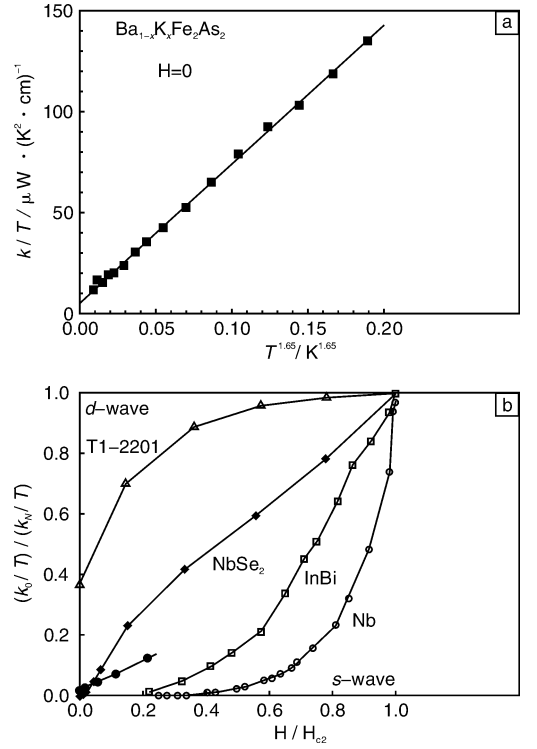 150
a
Ba₁₋ₓKₓFe₂As₂
H=0
100
50
0
k / T / μ W · (K² · cm)⁻¹
0.00 0.05 0.10 0.15 0.20
T¹·⁶⁵/ K¹·⁶⁵
1.0
b
d–wave
T1–2201
0.8
0.6
NbSe₂
InBi
0.4
Nb
0.2
s–wave
0.0
(k₀/ T) / (kN/ T)
0.0 0.2 0.4 0.6 0.8 1.0
H / Hc2